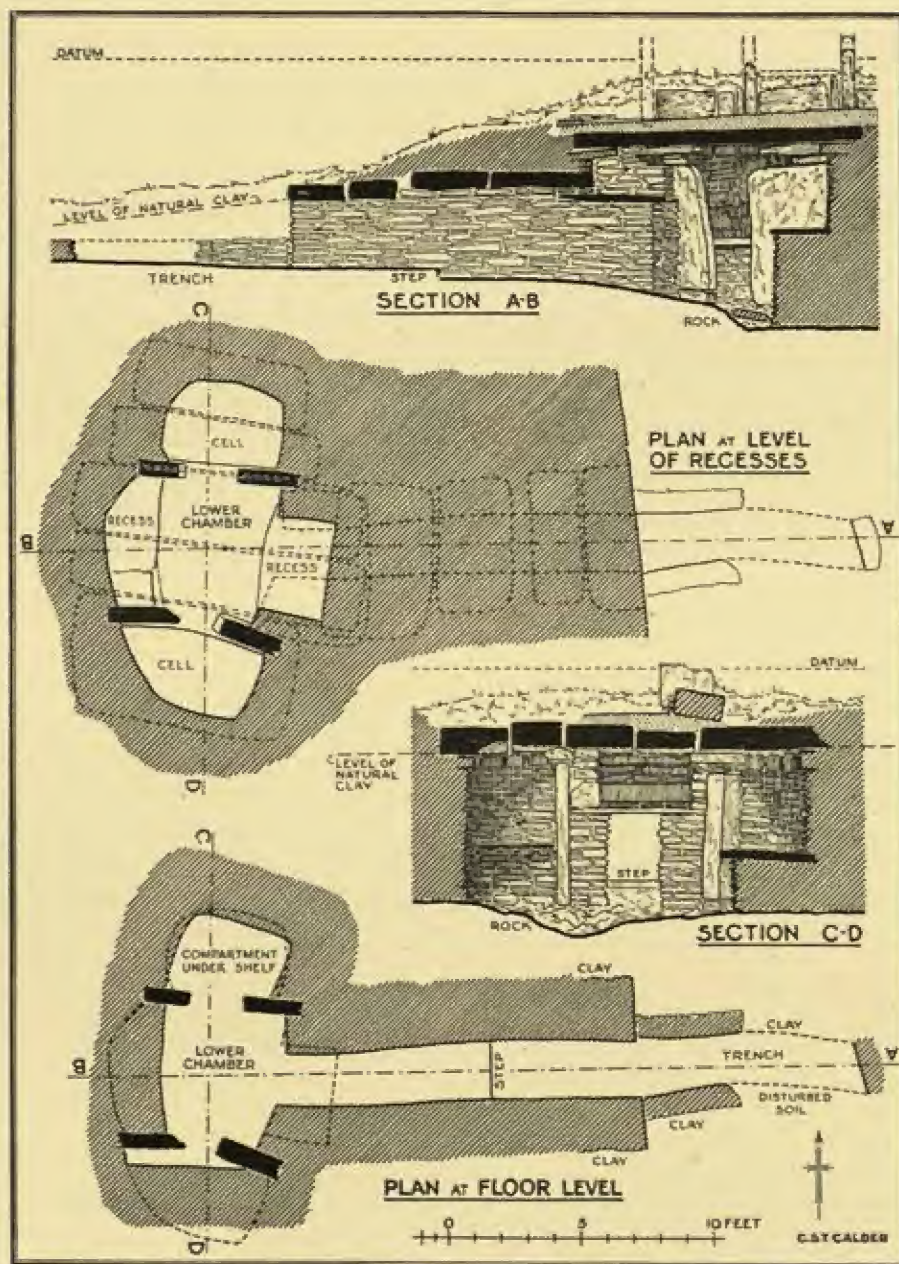 DATUM
LEVEL OF NATURAL CLAY
TRENCH
STEP
SECTION A-B
ROCK
C
CELL
PLAN AT LEVEL
OF RECESSES
RECESS
LOWER
CHAMBER
B
A
RECESS
CELL
D
DATUM
LEVEL OF
NATURAL
CLAY
STEP
ROCK
SECTION C-D
C
COMPARTMENT
UNDER SHELF
CLAY
LOWER
CHAMBER
B
STEP
TRENCH
CLAY
A
DISTURBED
SOIL
CLAY
CLAY
PLAN AT FLOOR LEVEL
D
0 5 10 FEET
C.S.T. CALDER